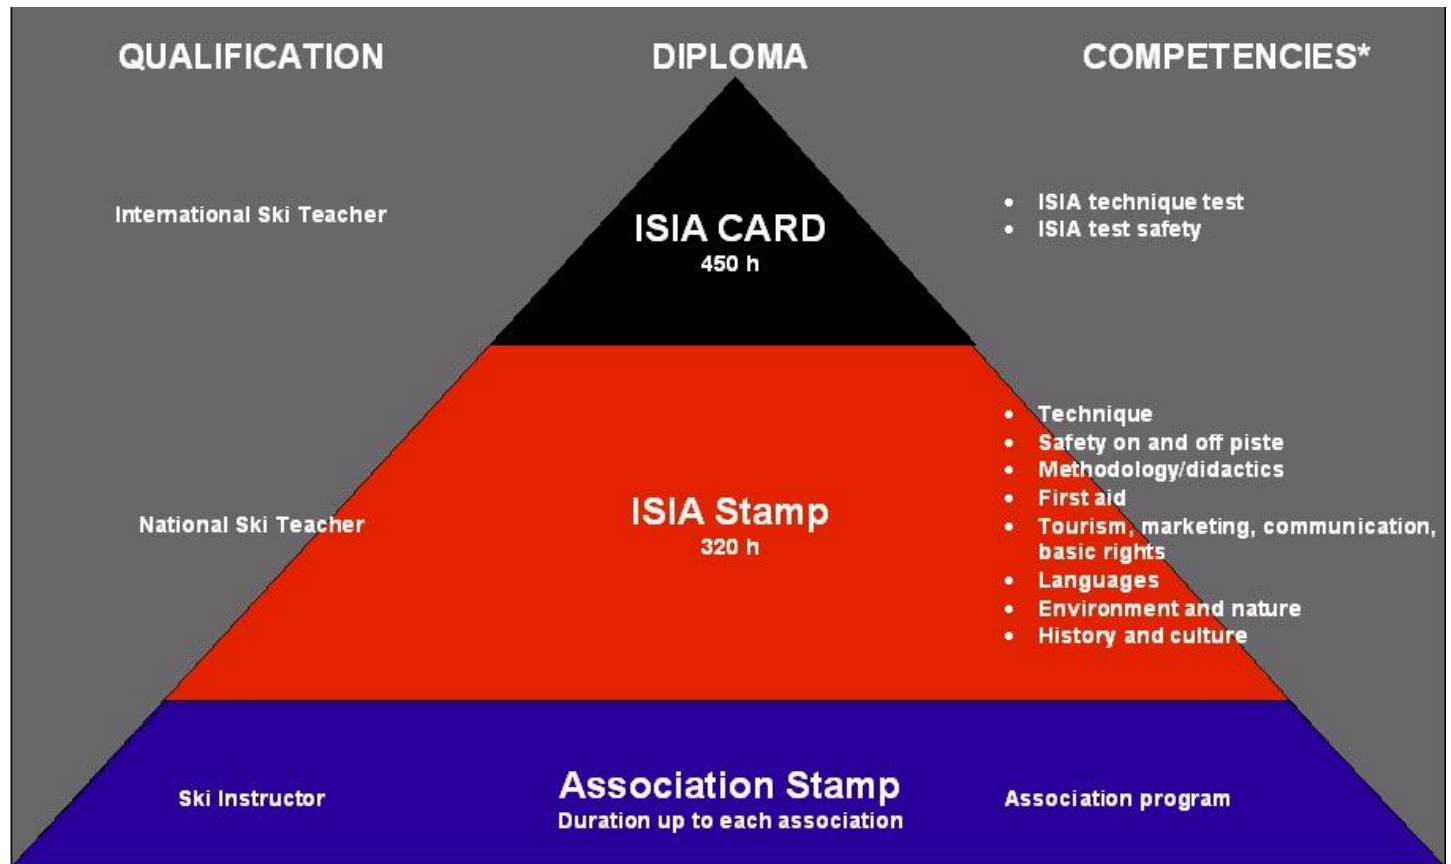 QUALIFICATION
DIPLOMA
COMPETENCIES*
International Ski Teacher
ISIA CARD
450 h
• ISIA technique test
• ISIA test safety
National Ski Teacher
ISIA Stamp
320 h
• Technique
• Safety on and off piste
• Methodology/didactics
• First aid
• Tourism, marketing, communication,
basic rights
• Languages
• Environment and nature
• History and culture
Ski Instructor
Association Stamp
Duration up to each association
Association program